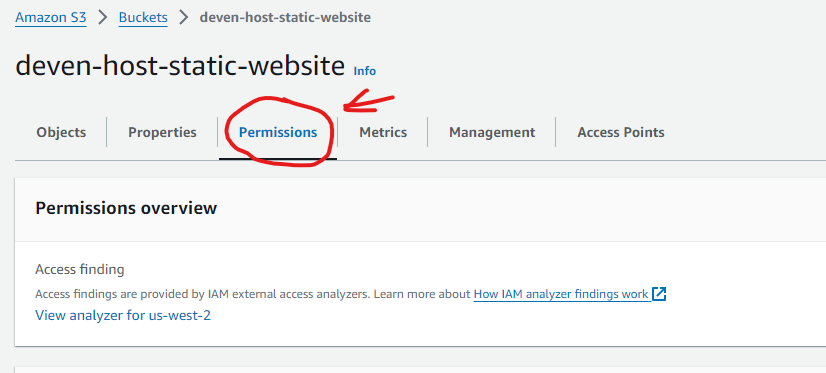 Amazon S3 > Buckets > deven-host-static-website
deven-host-static-website Info
Objects Properties Permissions Metrics Management Access Points
Permissions overview
Access finding
Access findings are provided by IAM external access analyzers. Learn more about How IAM analyzer findings work
View analyzer for us-west-2